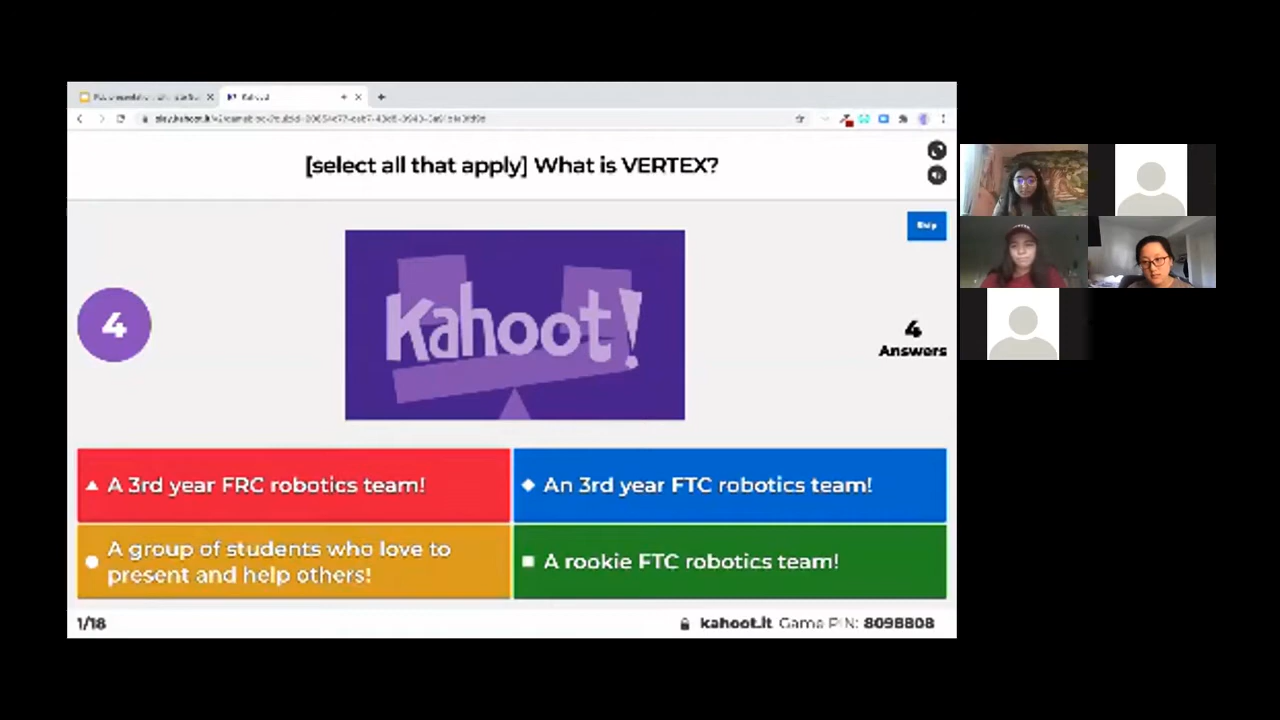 Kahoot!
[select all that apply] What is VERTEX?
Skip
4
Kahoot!
4
Answers
A 3rd year FRC robotics team!
An 3rd year FTC robotics team!
A group of students who love to
present and help others!
A rookie FTC robotics team!
1/18
kahoot.it Game PIN: 8098808